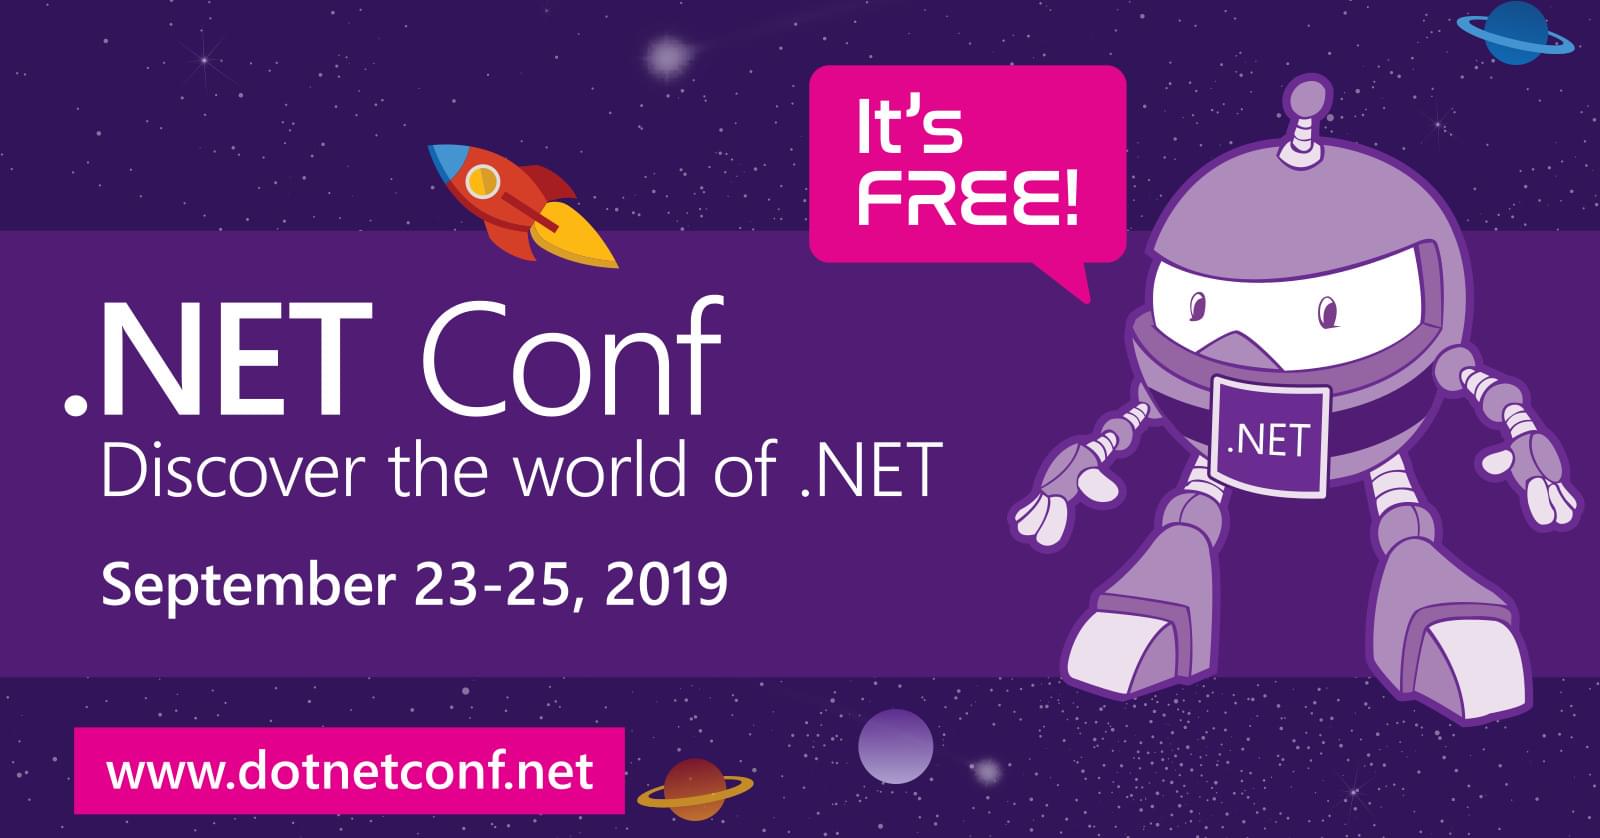 It's
FREE!
.NET Conf
Discover the world of .NET
September 23-25, 2019
www.dotnetconf.net
.NET